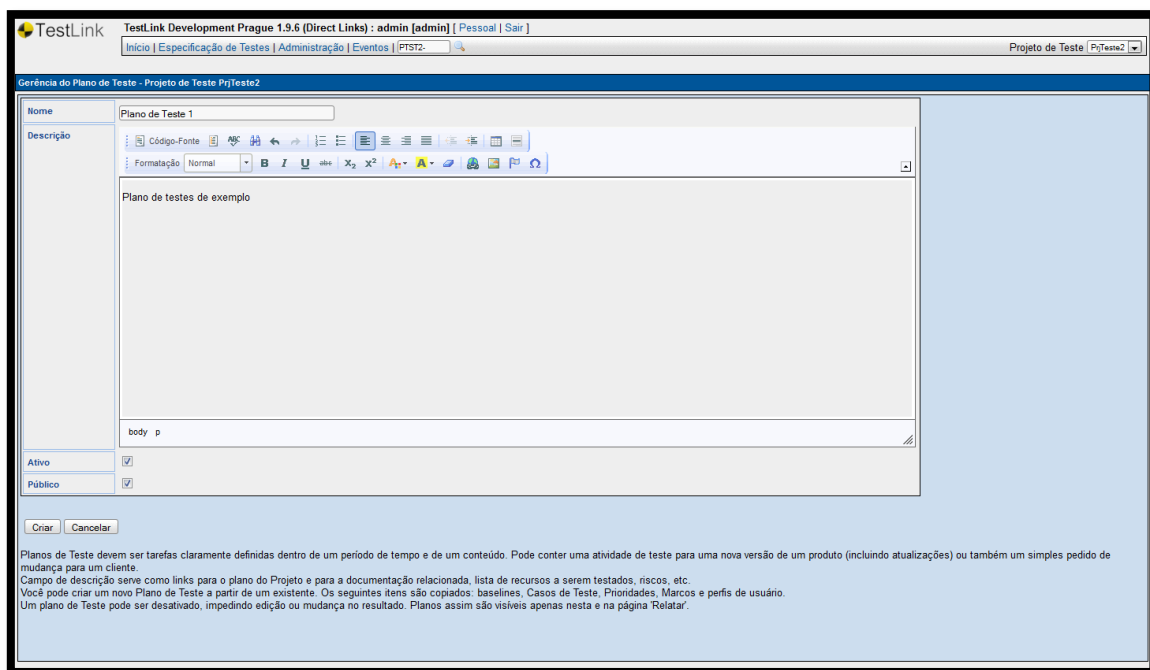 TestLink
TestLink Development Prague 1.9.6 (Direct Links) : admin [admin] [ Pessoal | Sair ]
Início | Especificação de Testes | Administração | Eventos | PTST2-
Projeto de Teste PrjTeste2
Gerência do Plano de Teste - Projeto de Teste PrjTeste2
Nome
Plano de Teste 1
Descrição
Código-Fonte ABC
Formatação Normal B I U abc X2 X² A A Ω
Plano de testes de exemplo
body p
Ativo
Público
Criar Cancelar
Planos de Teste devem ser tarefas claramente definidas dentro de um período de tempo e de um conteúdo. Pode conter uma atividade de teste para uma nova versão de um produto (incluindo atualizações) ou também um simples pedido de
mudança para um cliente.
Campo de descrição serve como links para o plano do Projeto e para a documentação relacionada, lista de recursos a serem testados, riscos, etc.
Você pode criar um novo Plano de Teste a partir de um existente. Os seguintes itens são copiados: baselines, Casos de Teste, Prioridades, Marcos e perfis de usuário.
Um plano de Teste pode ser desativado, impedindo edição ou mudança no resultado. Planos assim são visíveis apenas nesta e na página 'Relatar'.